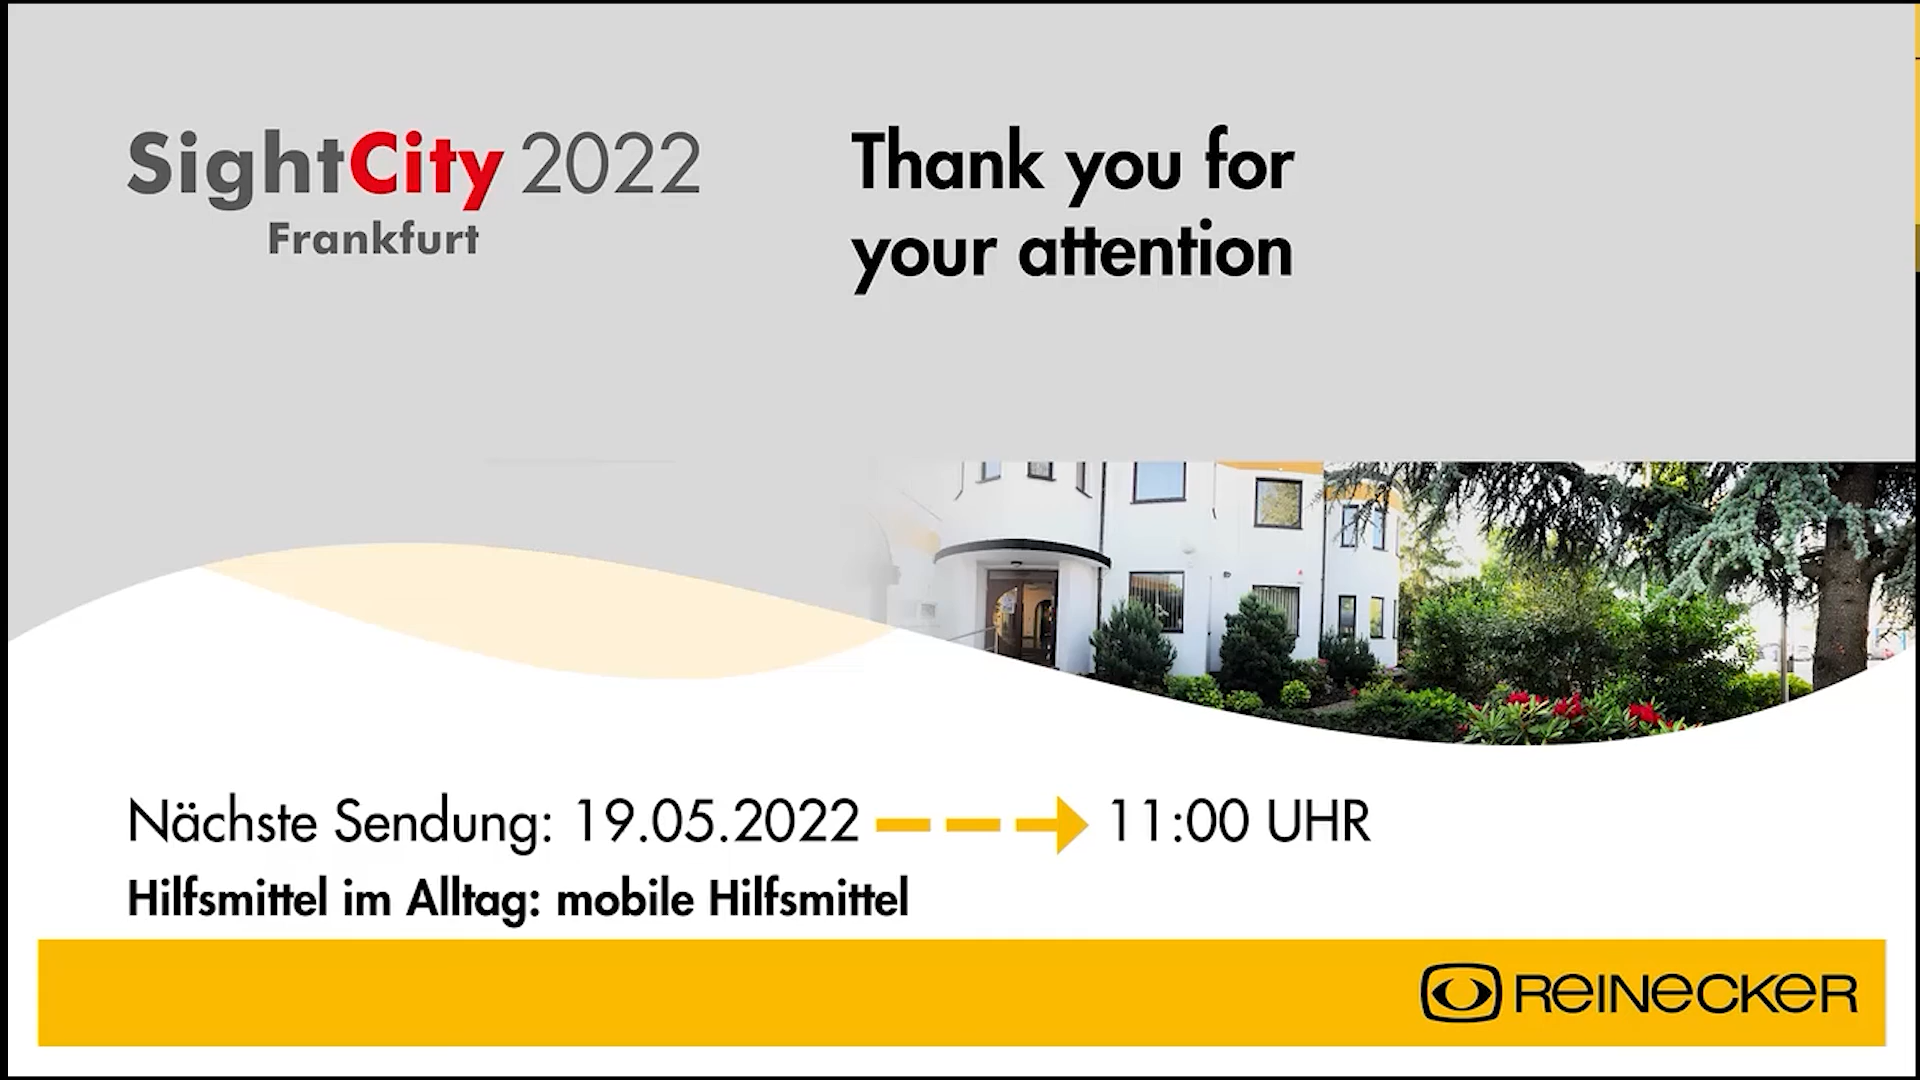 SightCity 2022
Frankfurt
Thank you for
your attention
Nächste Sendung: 19.05.2022 11:00 UHR
Hilfsmittel im Alltag: mobile Hilfsmittel
REINECKER